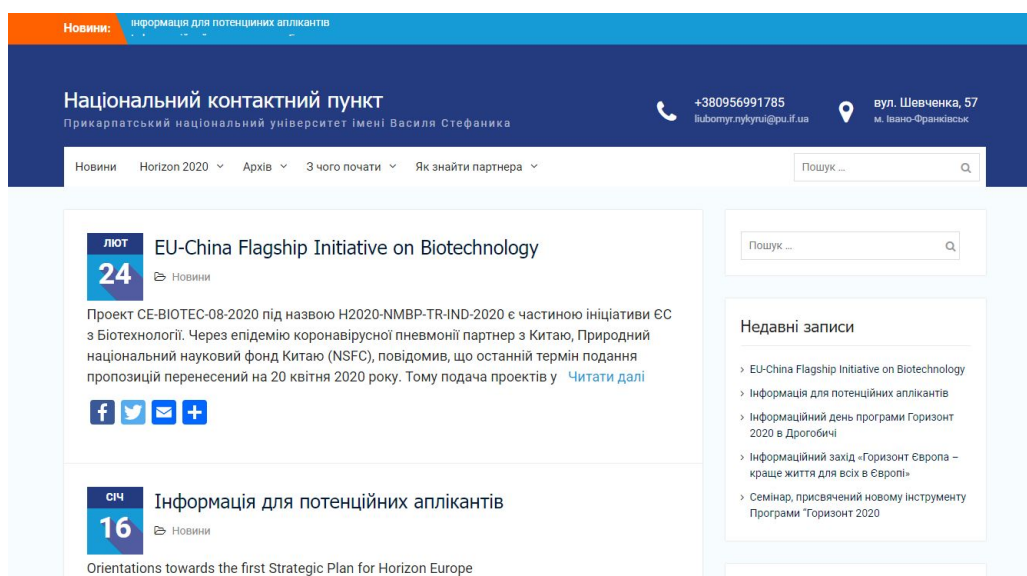 Новини:
Інформація для потенційних аплікантів
Національний контактний пункт
Прикарпатський національний університет імені Василя Стефаника
+380956991785
liubomyr.nykyrui@pu.if.ua
вул. Шевченка, 57
м. Івано-Франківськ
Новини Horizon 2020 Архів З чого почати Як знайти партнера
Пошук ...
ЛЮТ
24
EU-China Flagship Initiative on Biotechnology
Новини
Проект CE-BIOTEC-08-2020 під назвою H2020-NMBP-TR-IND-2020 є частиною ініціативи ЄС
з Біотехнології. Через епідемію коронавірусної пневмонії партнер з Китаю, Природний
національний науковий фонд Китаю (NSFC), повідомив, що останній термін подання
пропозицій перенесений на 20 квітня 2020 року. Тому подача проектів у Читати далі
СІЧ
16
Інформація для потенційних аплікантів
Новини
Orientations towards the first Strategic Plan for Horizon Europe
Пошук ...
Недавні записи
EU-China Flagship Initiative on Biotechnology
Інформація для потенційних аплікантів
Інформаційний день програми Горизонт
2020 в Дрогобичі
Інформаційний захід «Горизонт Європа –
краще життя для всіх в Європі»
Семінар, присвячений новому інструменту
Програми "Горизонт 2020